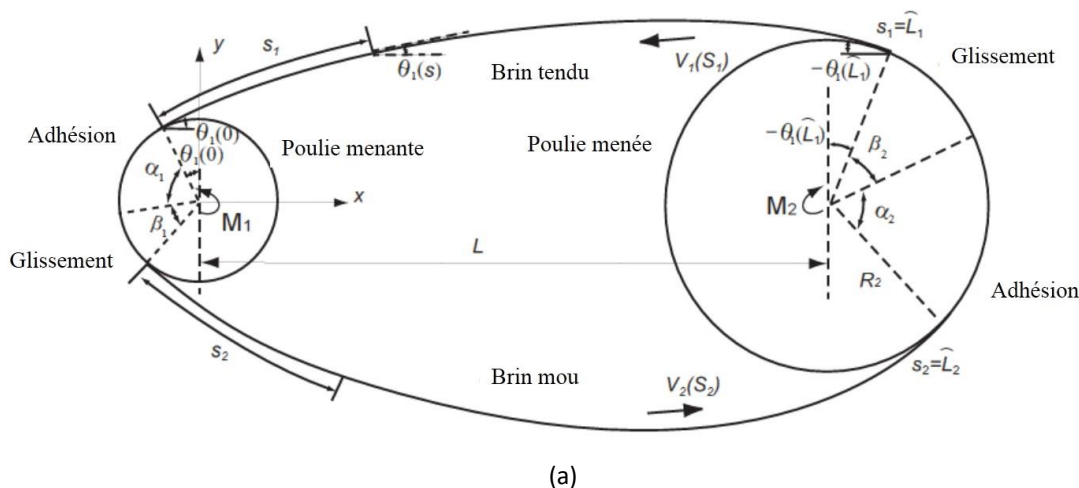 s₁
y
θ₁(s)
V₁(S₁)
Brin tendu
s₁=L̂₁
Glissement
−θ₁(L̂₁)
Adhésion
θ₁(0)
θ₁(0)
Poulie menante
Poulie menée
−θ₁(L̂₁)
β₂
α₁
x
M₁
M₂
α₂
β₁
Glissement
L
R₂
Adhésion
s₂
s₂=L̂₂
Brin mou
V₂(S₂)
(a)